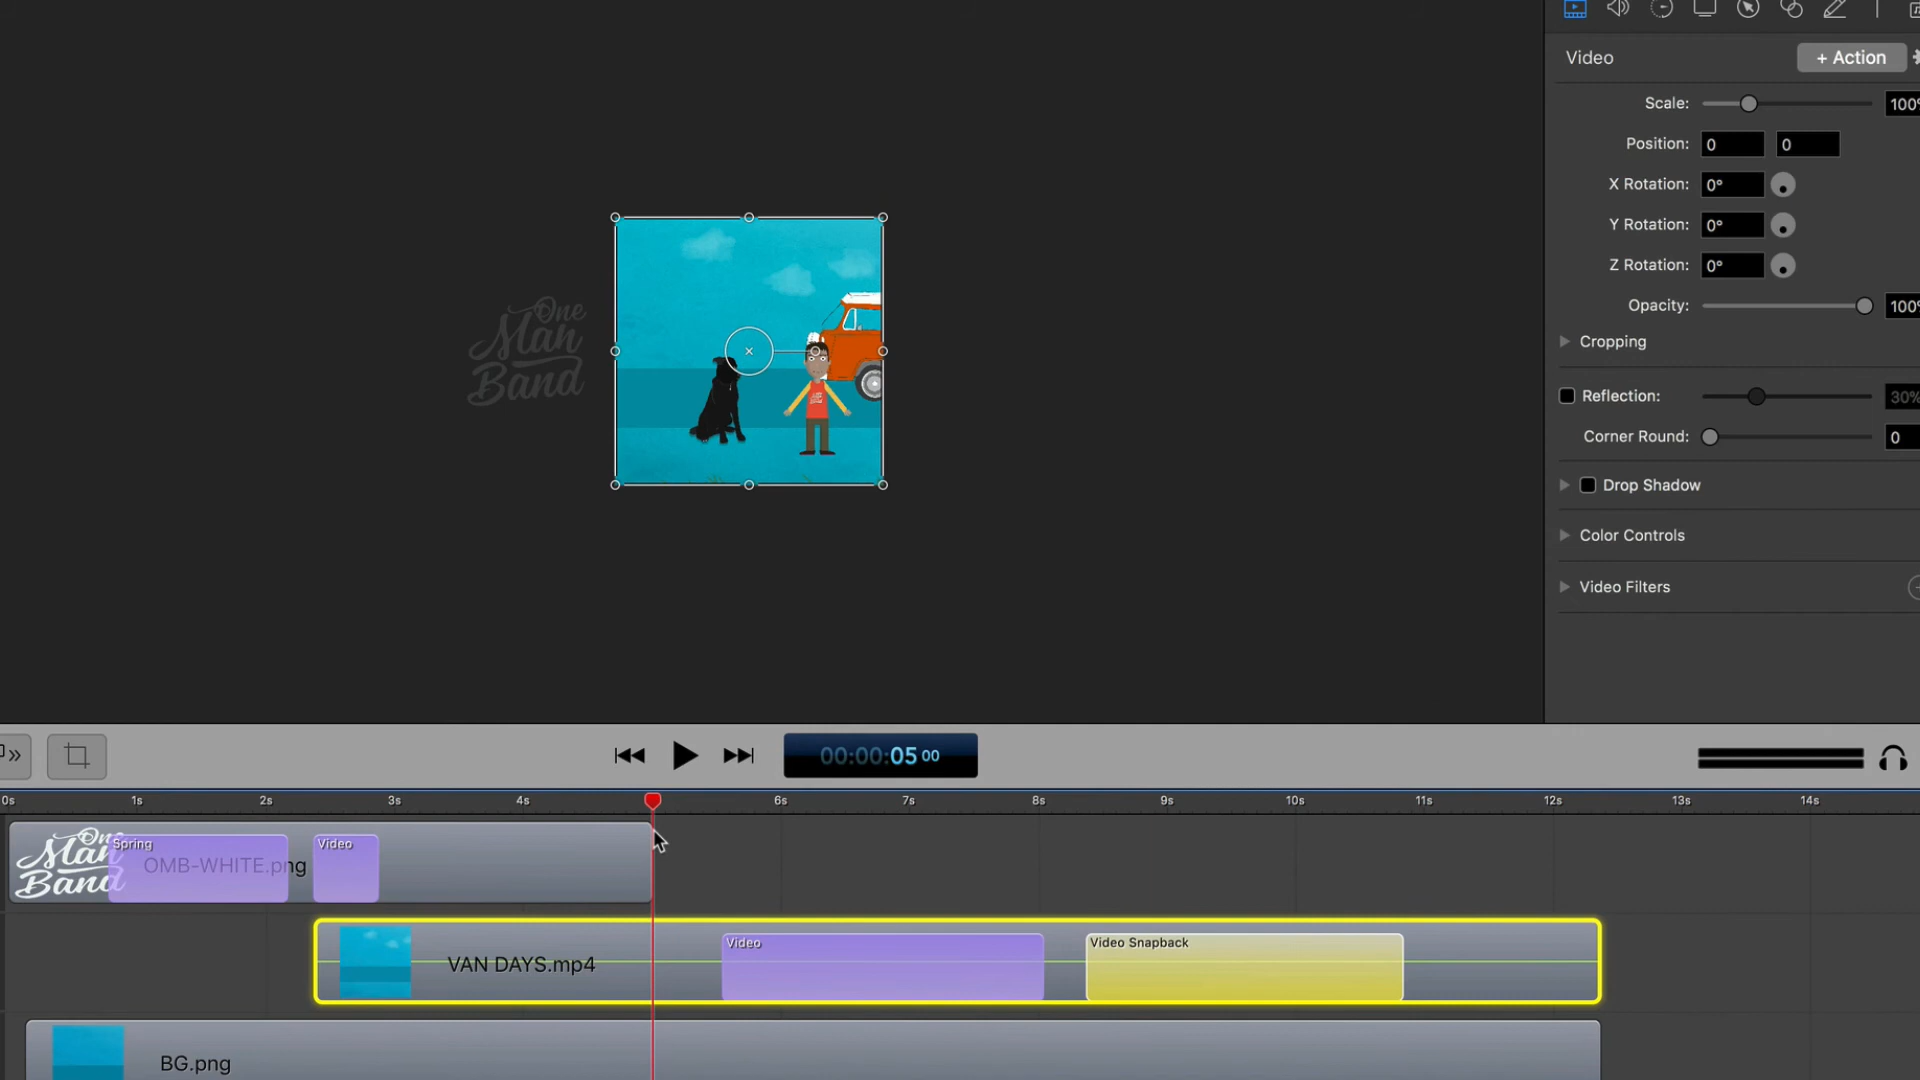 Video
+ Action
Scale:
100%
Position:
0
0
X Rotation:
0°
Y Rotation:
0°
Z Rotation:
0°
Opacity:
100%
Cropping
Reflection:
30%
Corner Round:
0
Drop Shadow
Color Controls
Video Filters
One
Man
Band
00:00:05 00
0s
1s
2s
3s
4s
6s
7s
8s
9s
10s
11s
12s
13s
14s
One
Man
Band
Spring
OMB-WHITE.png
Video
VAN DAYS.mp4
Video
Video Snapback
BG.png